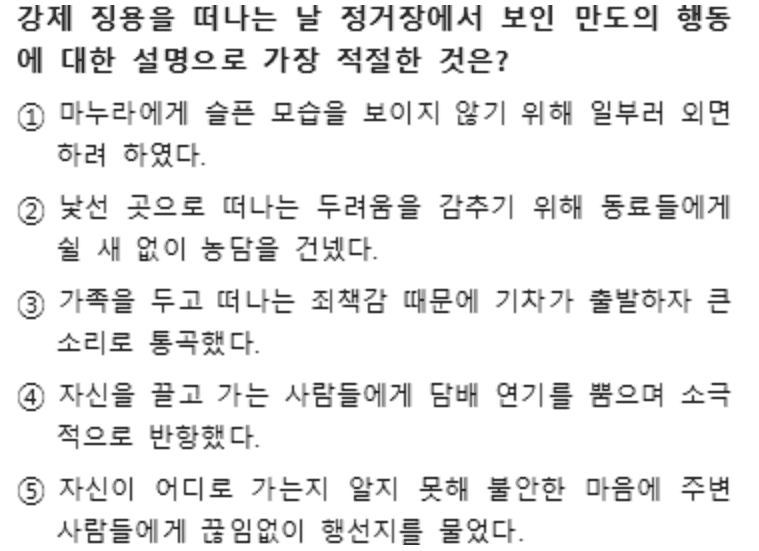 강제 징용을 떠나는 날 정거장에서 보인 만도의 행동
에 대한 설명으로 가장 적절한 것은?
① 마누라에게 슬픈 모습을 보이지 않기 위해 일부러 외면
하려 하였다.
② 낯선 곳으로 떠나는 두려움을 감추기 위해 동료들에게
쉴 새 없이 농담을 건넸다.
③ 가족을 두고 떠나는 죄책감 때문에 기차가 출발하자 큰
소리로 통곡했다.
④ 자신을 끌고 가는 사람들에게 담배 연기를 뿜으며 소극
적으로 반항했다.
⑤ 자신이 어디로 가는지 알지 못해 불안한 마음에 주변
사람들에게 끊임없이 행선지를 물었다.